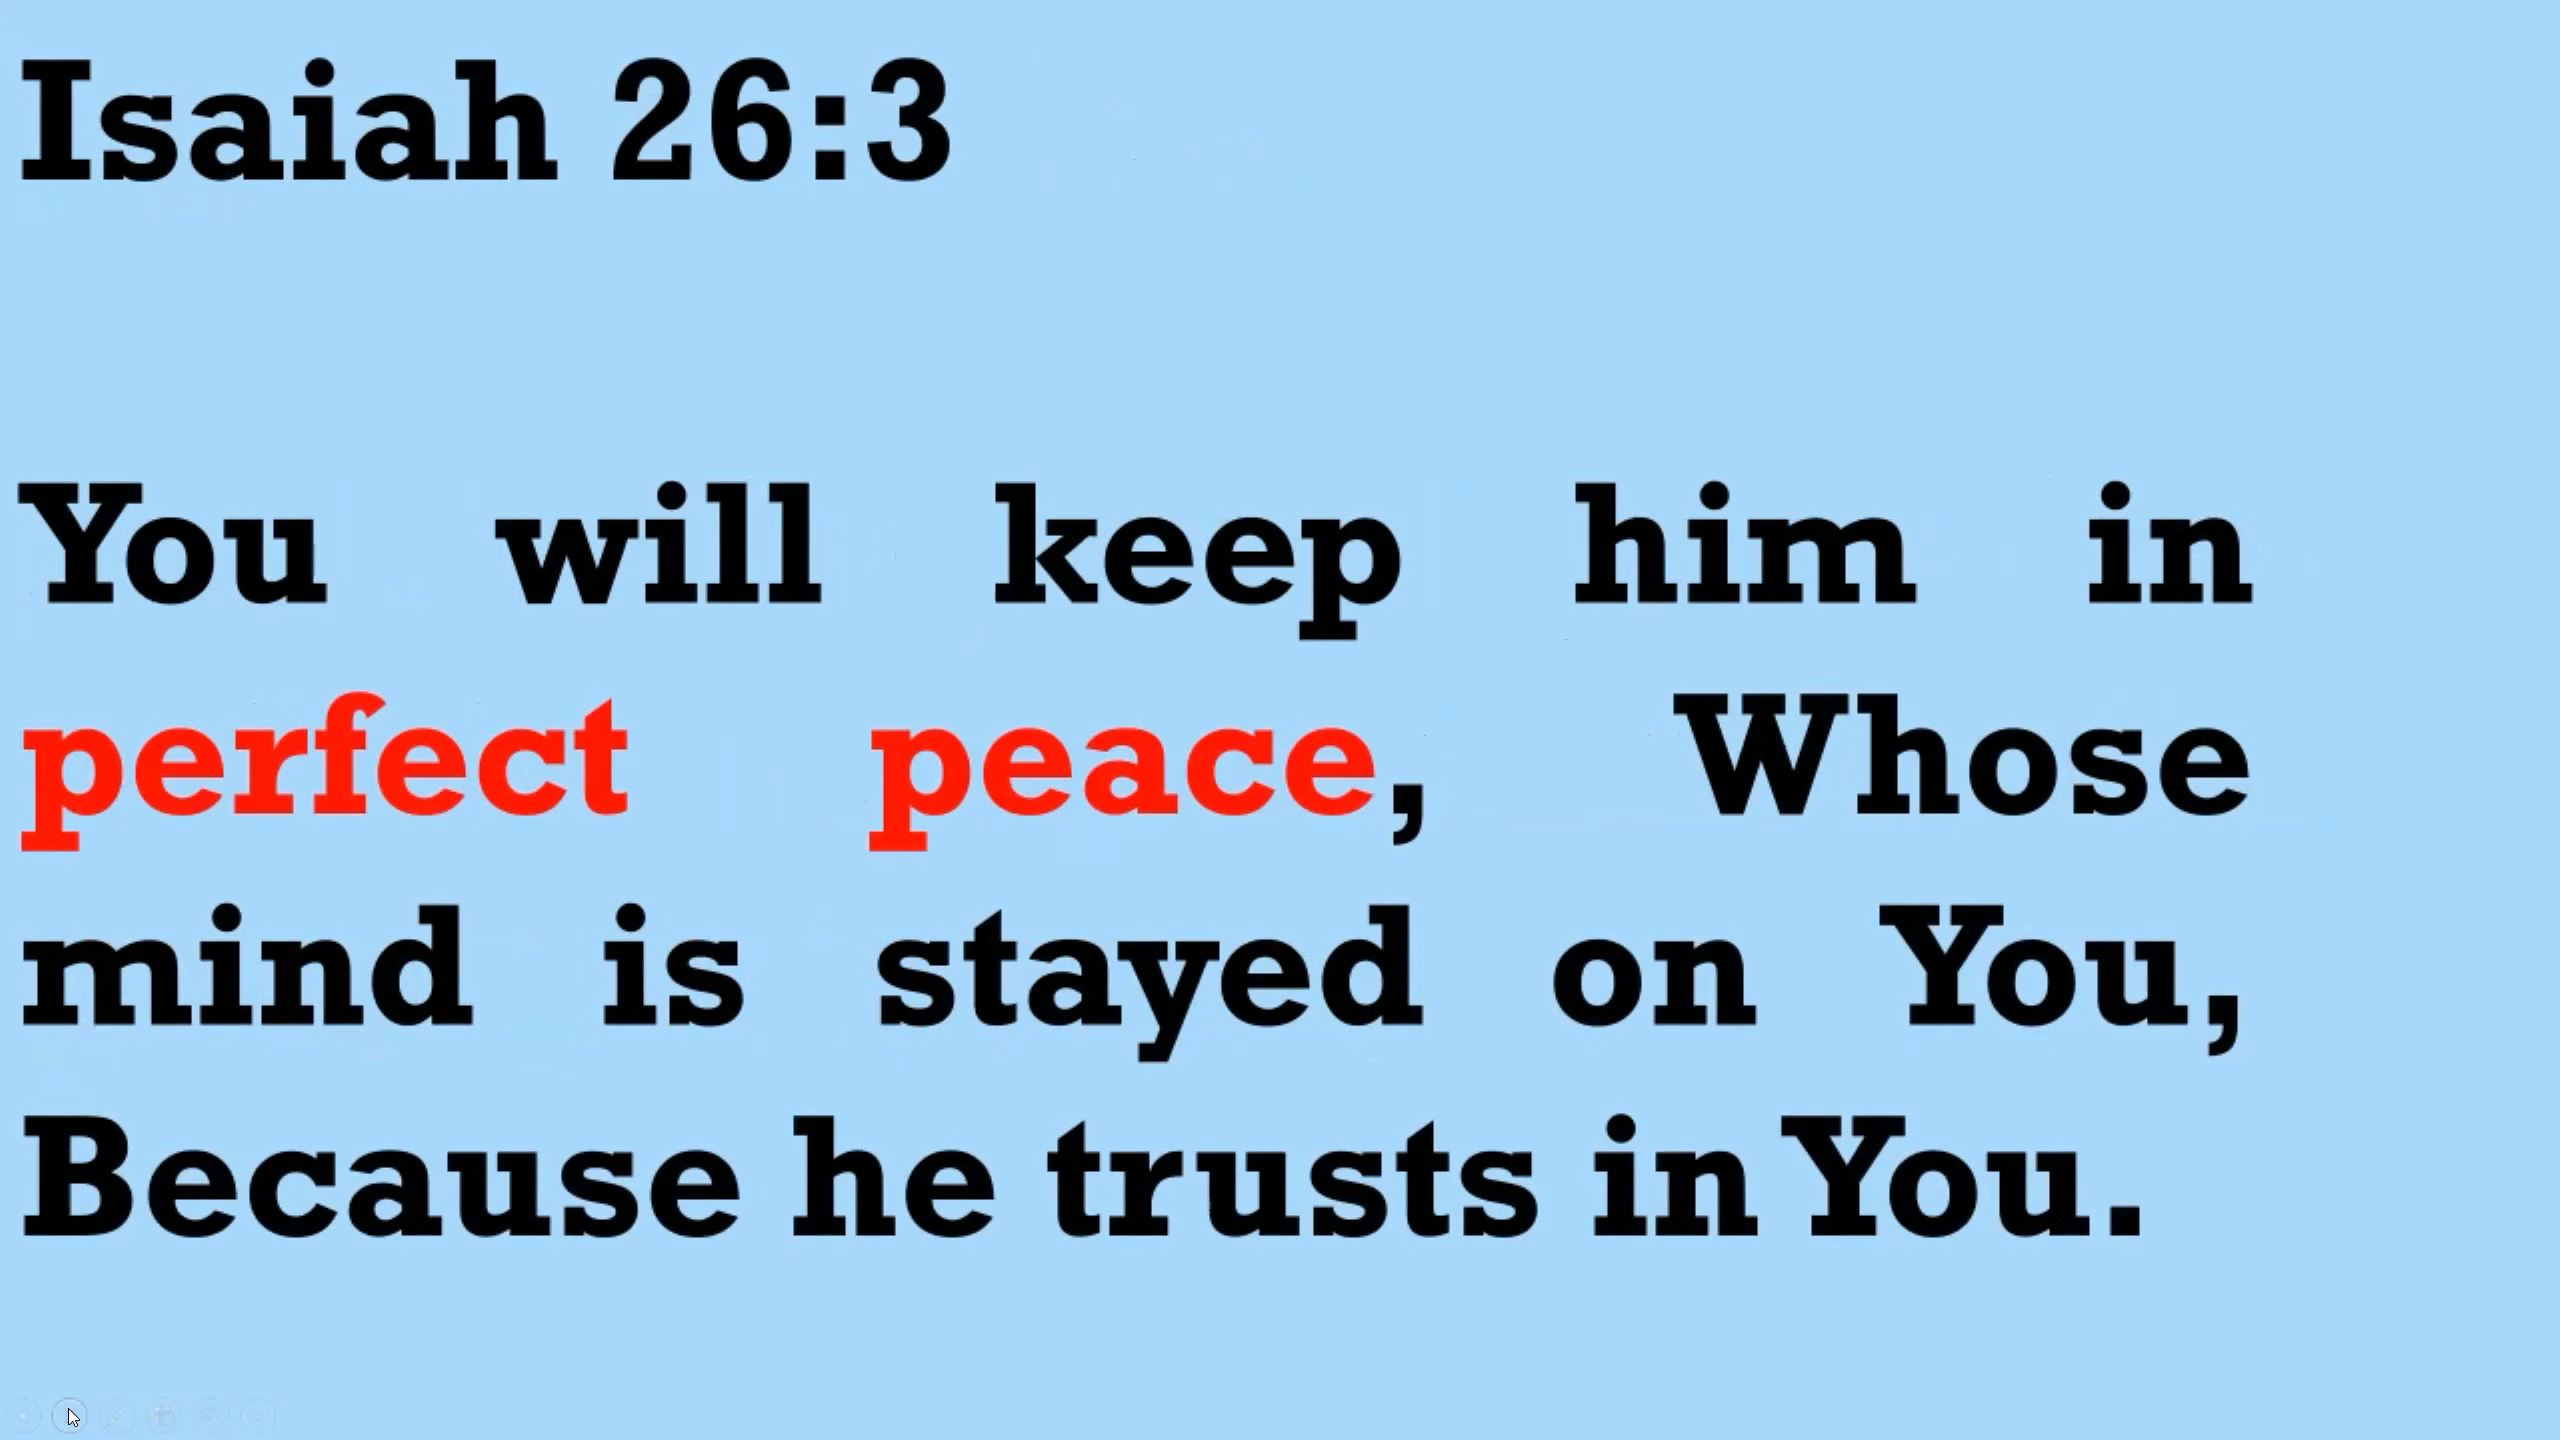 Isaiah 26:3
You will keep him in
perfect peace, Whose
mind is stayed on You,
Because he trusts in You.